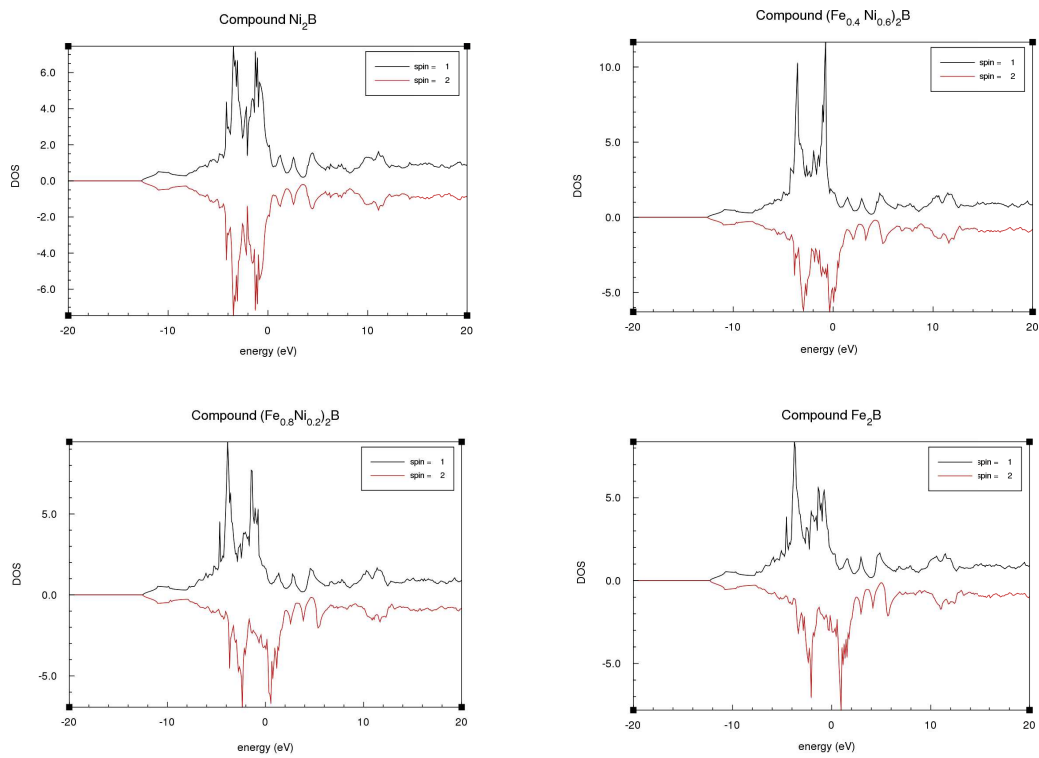 Compound Ni2B
spin = 1
spin = 2
6.0
4.0
2.0
0.0
-2.0
-4.0
-6.0
DOS
-20
-10
0
10
20
energy (eV)
Compound (Fe0.4 Ni0.6)2B
spin = 1
spin = 2
10.0
5.0
0.0
-5.0
DOS
-20
-10
0
10
20
energy (eV)
Compound (Fe0.8Ni0.2)2B
spin = 1
spin = 2
5.0
0.0
-5.0
DOS
-20
-10
0
10
20
energy (eV)
Compound Fe2B
spin = 1
spin = 2
5.0
0.0
-5.0
DOS
-20
-10
0
10
20
energy (eV)